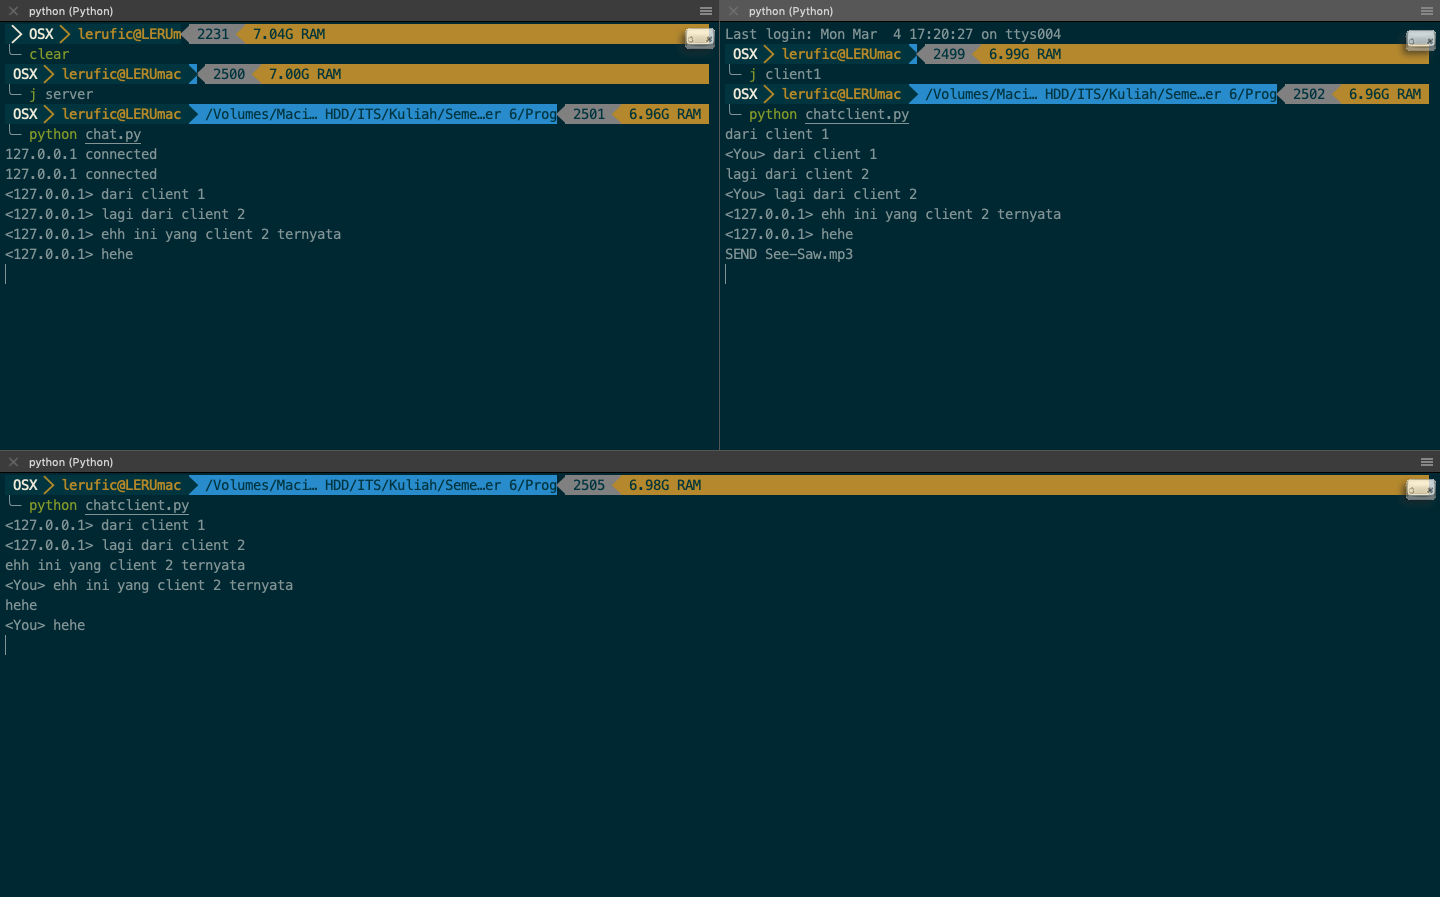 python (Python)
OSX lerufic@LERUm 2231 7.04G RAM
clear
OSX lerufic@LERUmac 2500 7.00G RAM
j server
OSX lerufic@LERUmac /Volumes/Maci… HDD/ITS/Kuliah/Seme…er 6/Prog 2501 6.96G RAM
python chat.py
127.0.0.1 connected
127.0.0.1 connected
<127.0.0.1> dari client 1
<127.0.0.1> lagi dari client 2
<127.0.0.1> ehh ini yang client 2 ternyata
<127.0.0.1> hehe
python (Python)
Last login: Mon Mar  4 17:20:27 on ttys004
OSX lerufic@LERUmac 2499 6.99G RAM
j client1
OSX lerufic@LERUmac /Volumes/Maci… HDD/ITS/Kuliah/Seme…er 6/Prog 2502 6.96G RAM
python chatclient.py
dari client 1
<You> dari client 1
lagi dari client 2
<You> lagi dari client 2
<127.0.0.1> ehh ini yang client 2 ternyata
<127.0.0.1> hehe
SEND See-Saw.mp3
python (Python)
OSX lerufic@LERUmac /Volumes/Maci… HDD/ITS/Kuliah/Seme…er 6/Prog 2505 6.98G RAM
python chatclient.py
<127.0.0.1> dari client 1
<127.0.0.1> lagi dari client 2
ehh ini yang client 2 ternyata
<You> ehh ini yang client 2 ternyata
hehe
<You> hehe